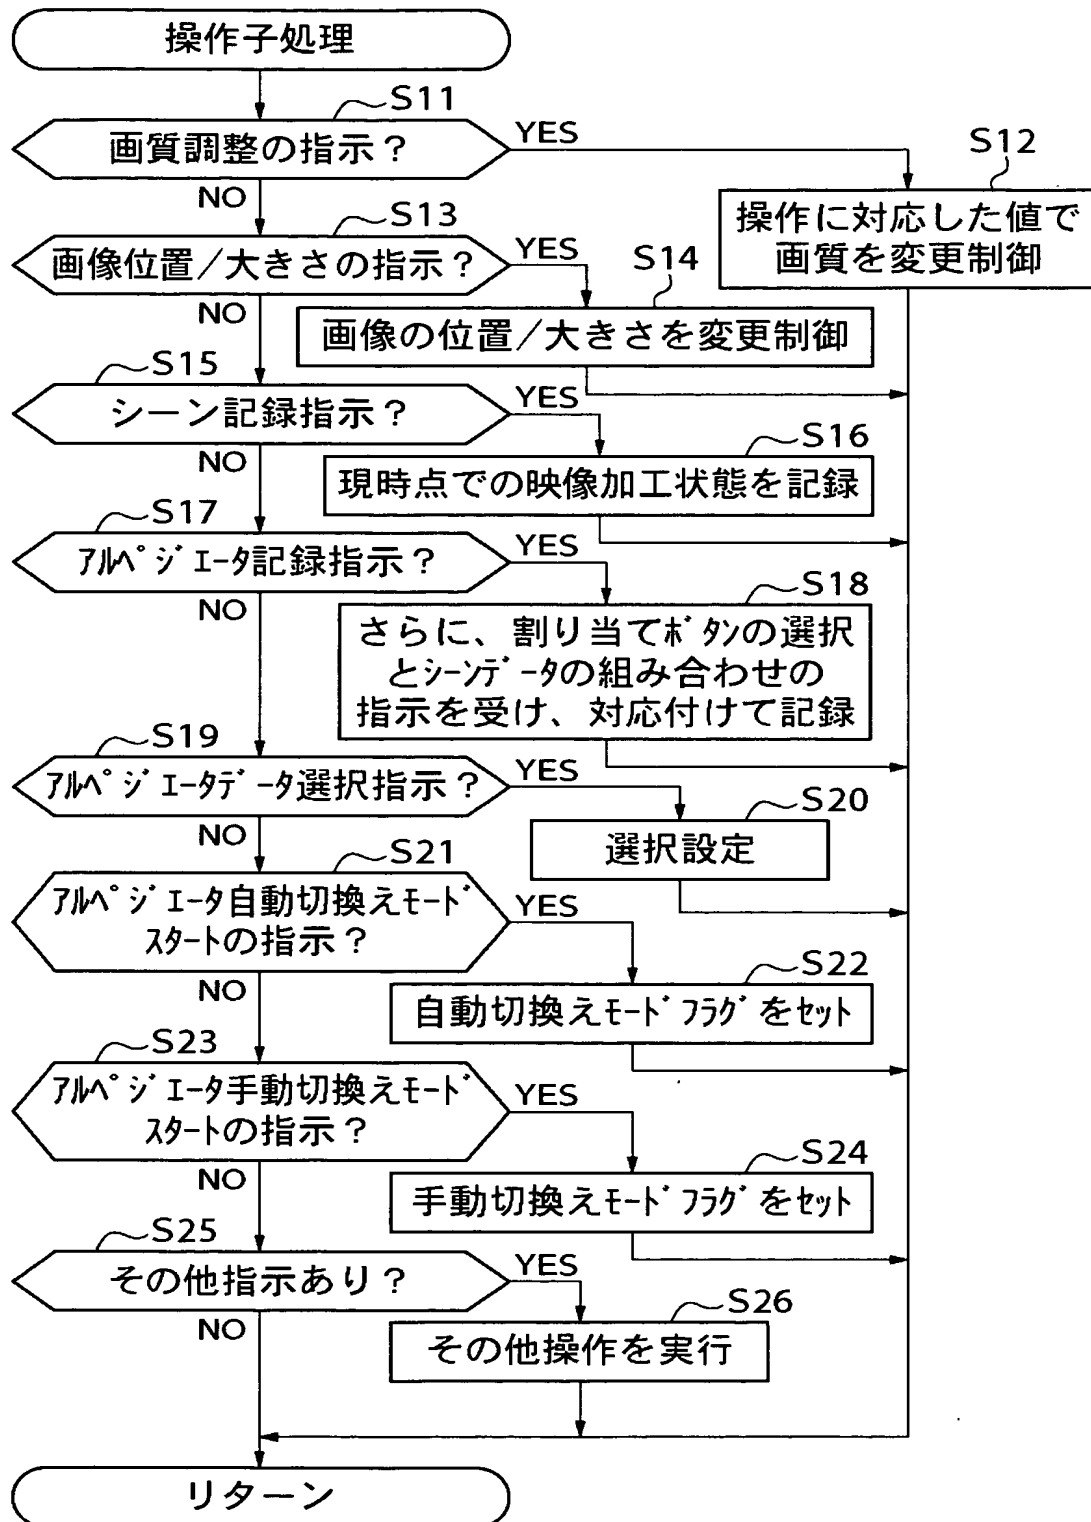 操作子処理
S11
画質調整の指示？
YES
NO
S12
操作に対応した値で
画質を変更制御
S13
画像位置／大きさの指示？
YES
NO
S14
画像の位置／大きさを変更制御
S15
シーン記録指示？
YES
NO
S16
現時点での映像加工状態を記録
S17
ｱﾙﾍﾟｼﾞｴｰﾀ記録指示？
YES
NO
S18
さらに、割り当てﾎﾞﾀﾝの選択
とｼｰﾝﾃﾞｰﾀの組み合わせの
指示を受け、対応付けて記録
S19
ｱﾙﾍﾟｼﾞｴｰﾀﾃﾞｰﾀ選択指示？
YES
NO
S20
選択設定
S21
ｱﾙﾍﾟｼﾞｴｰﾀ自動切換えﾓｰﾄﾞ
ｽﾀｰﾄの指示？
YES
NO
S22
自動切換えﾓｰﾄﾞﾌﾗｸﾞをｾｯﾄ
S23
ｱﾙﾍﾟｼﾞｴｰﾀ手動切換えﾓｰﾄﾞ
ｽﾀｰﾄの指示？
YES
NO
S24
手動切換えﾓｰﾄﾞﾌﾗｸﾞをｾｯﾄ
S25
その他指示あり？
YES
NO
S26
その他操作を実行
リターン